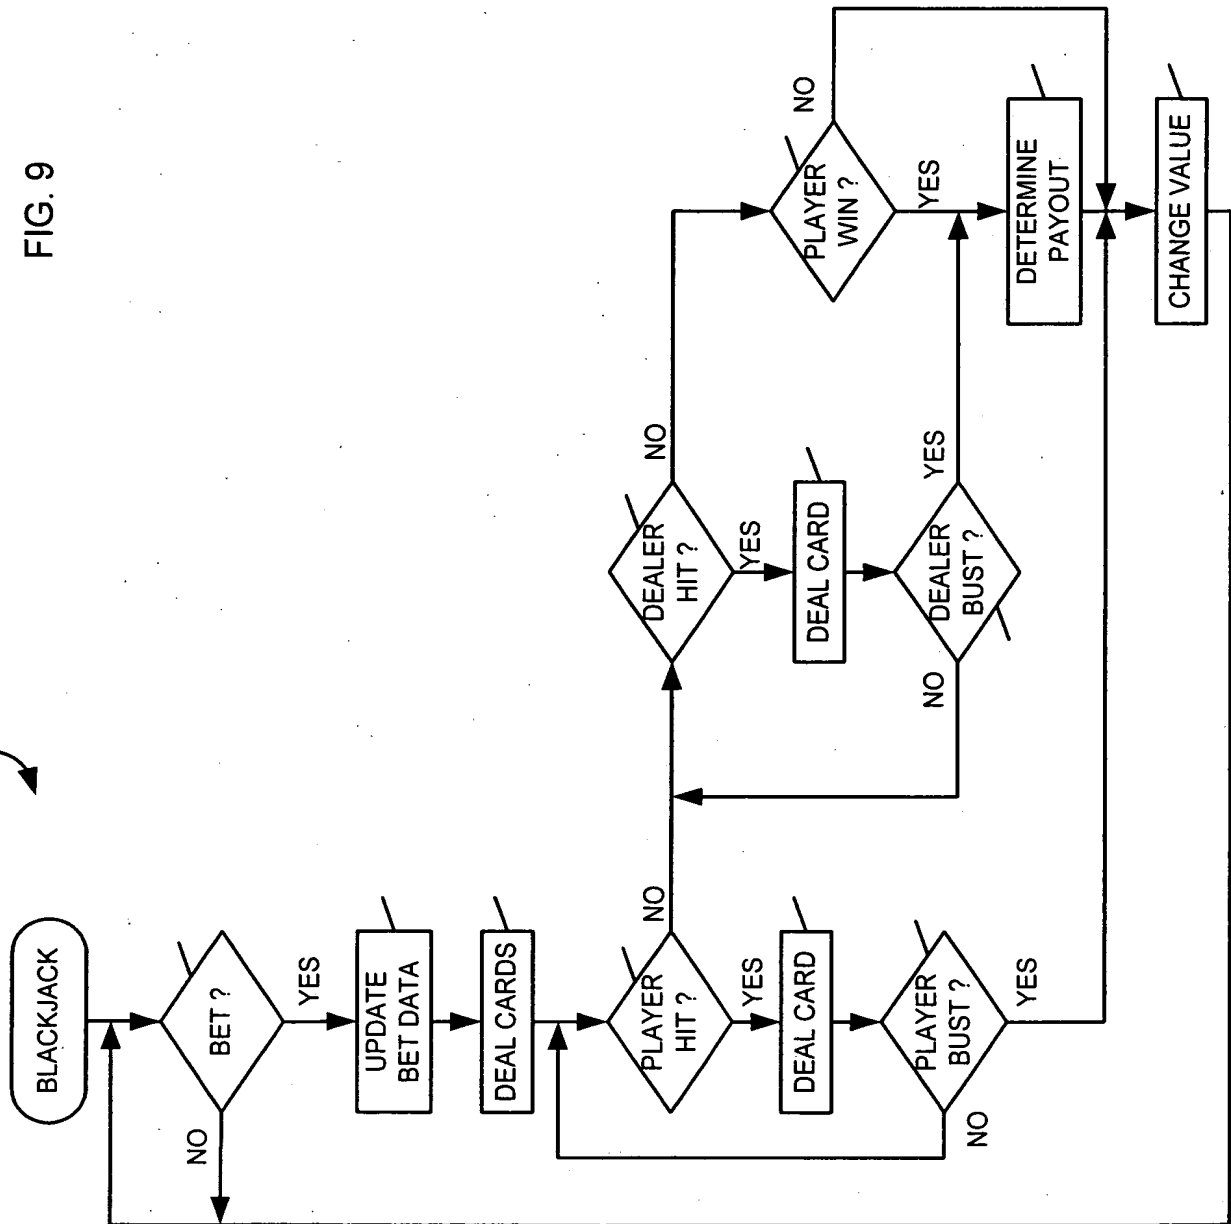 FIG. 9
BLACKJACK
BET ?
NO
YES
UPDATE
BET DATA
DEAL CARDS
PLAYER
HIT ?
NO
YES
DEAL CARD
PLAYER
BUST ?
NO
YES
DEALER
HIT ?
NO
YES
DEAL CARD
DEALER
BUST ?
NO
YES
PLAYER
WIN ?
NO
YES
DETERMINE
PAYOUT
CHANGE VALUE